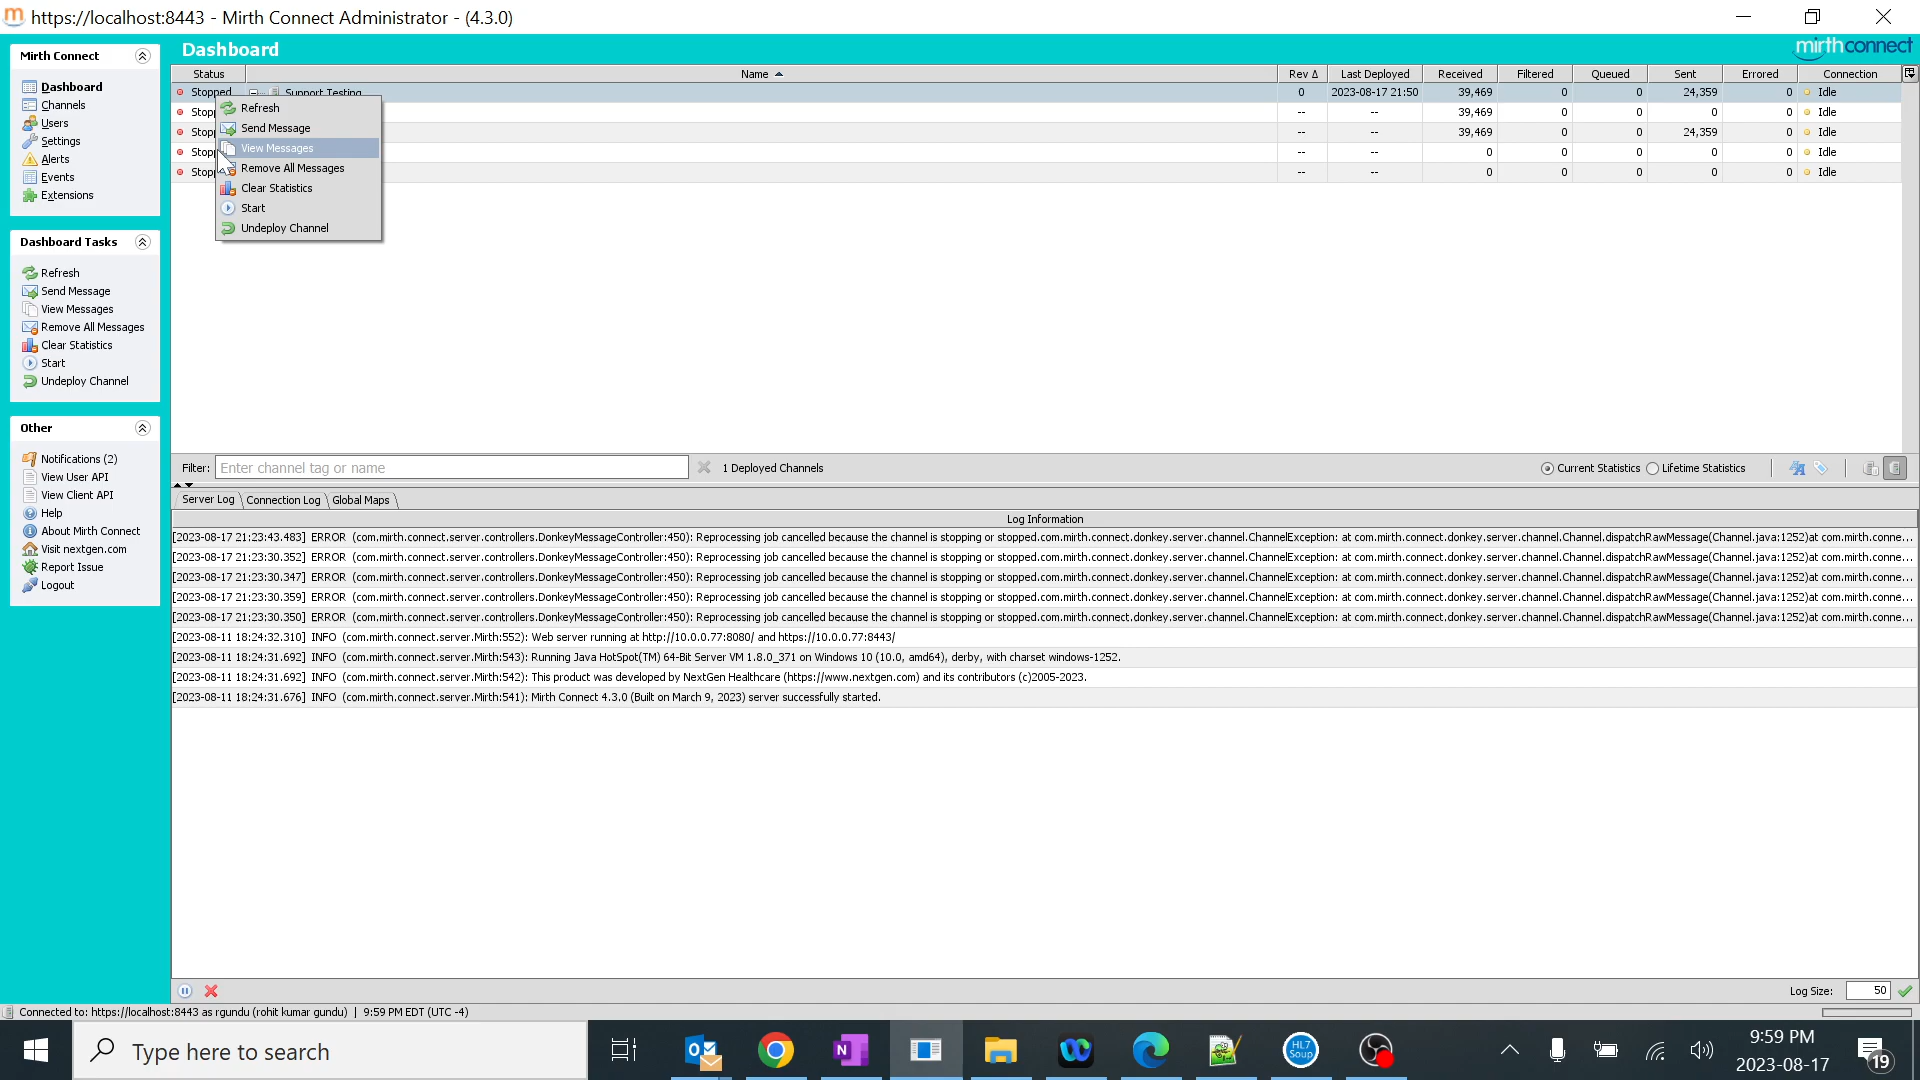 https://localhost:8443 - Mirth Connect Administrator - (4.3.0)
Mirth Connect
Dashboard
Channels
Users
Settings
Alerts
Events
Extensions
Dashboard Tasks
Refresh
Send Message
View Messages
Remove All Messages
Clear Statistics
Start
Undeploy Channel
Other
Notifications (2)
View User API
View Client API
Help
About Mirth Connect
Visit nextgen.com
Report Issue
Logout
Dashboard
mirthconnect
Status Name Rev Δ Last Deployed Received Filtered Queued Sent Errored Connection
Stopped Support Testing 0 2023-08-17 21:50 39,469 0 0 24,359 0 Idle
-- -- 39,469 0 0 0 0 Idle
-- -- 39,469 0 0 24,359 0 Idle
-- -- 0 0 0 0 0 Idle
-- -- 0 0 0 0 0 Idle
Refresh
Send Message
View Messages
Remove All Messages
Clear Statistics
Start
Undeploy Channel
Filter: Enter channel tag or name 1 Deployed Channels Current Statistics Lifetime Statistics
Server Log Connection Log Global Maps
Log Information
[2023-08-17 21:23:43.483] ERROR (com.mirth.connect.server.controllers.DonkeyMessageController:450): Reprocessing job cancelled because the channel is stopping or stopped.com.mirth.connect.donkey.server.channel.ChannelException: at com.mirth.connect.donkey.server.channel.Channel.dispatchRawMessage(Channel.java:1252)at com.mirth.conne...
[2023-08-17 21:23:30.352] ERROR (com.mirth.connect.server.controllers.DonkeyMessageController:450): Reprocessing job cancelled because the channel is stopping or stopped.com.mirth.connect.donkey.server.channel.ChannelException: at com.mirth.connect.donkey.server.channel.Channel.dispatchRawMessage(Channel.java:1252)at com.mirth.conne...
[2023-08-17 21:23:30.347] ERROR (com.mirth.connect.server.controllers.DonkeyMessageController:450): Reprocessing job cancelled because the channel is stopping or stopped.com.mirth.connect.donkey.server.channel.ChannelException: at com.mirth.connect.donkey.server.channel.Channel.dispatchRawMessage(Channel.java:1252)at com.mirth.conne...
[2023-08-17 21:23:30.359] ERROR (com.mirth.connect.server.controllers.DonkeyMessageController:450): Reprocessing job cancelled because the channel is stopping or stopped.com.mirth.connect.donkey.server.channel.ChannelException: at com.mirth.connect.donkey.server.channel.Channel.dispatchRawMessage(Channel.java:1252)at com.mirth.conne...
[2023-08-17 21:23:30.350] ERROR (com.mirth.connect.server.controllers.DonkeyMessageController:450): Reprocessing job cancelled because the channel is stopping or stopped.com.mirth.connect.donkey.server.channel.ChannelException: at com.mirth.connect.donkey.server.channel.Channel.dispatchRawMessage(Channel.java:1252)at com.mirth.conne...
[2023-08-11 18:24:32.310] INFO (com.mirth.connect.server.Mirth:552): Web server running at http://10.0.0.77:8080/ and https://10.0.0.77:8443/
[2023-08-11 18:24:31.692] INFO (com.mirth.connect.server.Mirth:543): Running Java HotSpot(TM) 64-Bit Server VM 1.8.0_371 on Windows 10 (10.0, amd64), derby, with charset windows-1252.
[2023-08-11 18:24:31.692] INFO (com.mirth.connect.server.Mirth:542): This product was developed by NextGen Healthcare (https://www.nextgen.com) and its contributors (c)2005-2023.
[2023-08-11 18:24:31.676] INFO (com.mirth.connect.server.Mirth:541): Mirth Connect 4.3.0 (Built on March 9, 2023) server successfully started.
Log Size: 50
Connected to: https://localhost:8443 as rgundu (rohit kumar gundu) | 9:59 PM EDT (UTC -4)
Type here to search
HL7 Soup
9:59 PM
2023-08-17
19